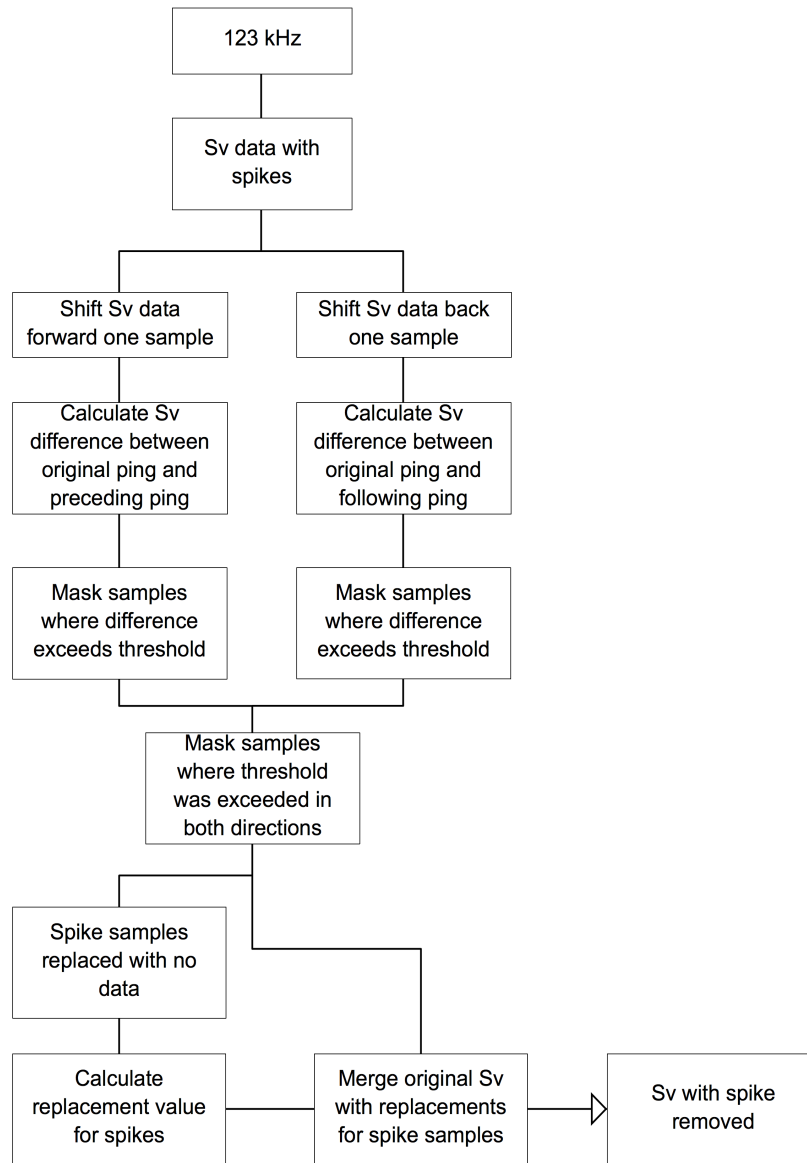 123 kHz
Sv data with
spikes
Shift Sv data
forward one sample
Shift Sv data back
one sample
Calculate Sv
difference between
original ping and
preceding ping
Calculate Sv
difference between
original ping and
following ping
Mask samples
where difference
exceeds threshold
Mask samples
where difference
exceeds threshold
Mask samples
where threshold
was exceeded in
both directions
Spike samples
replaced with no
data
Calculate
replacement value
for spikes
Merge original Sv
with replacements
for spike samples
Sv with spike
removed